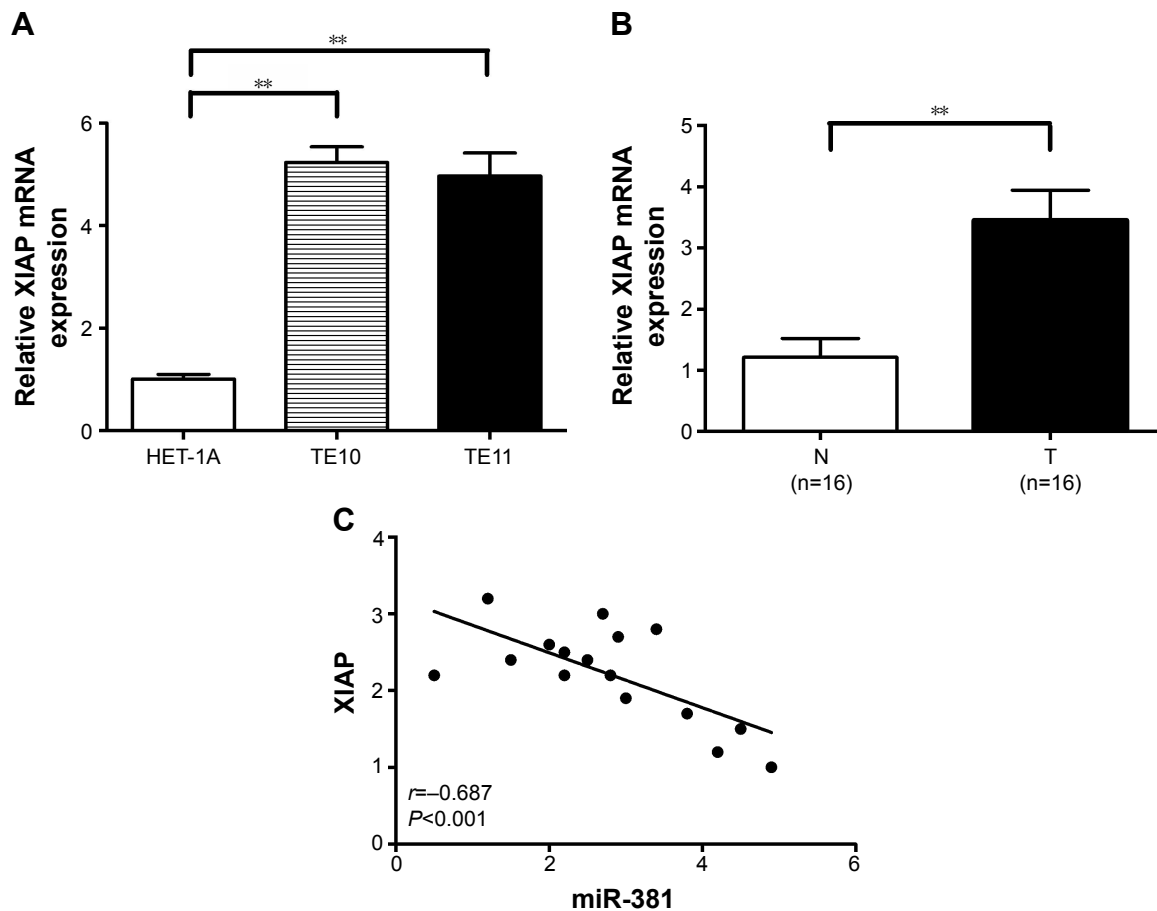 A
**
**
Relative XIAP mRNA
expression
6
4
2
0
HET-1A
TE10
TE11
B
**
Relative XIAP mRNA
expression
5
4
3
2
1
0
N
(n=16)
T
(n=16)
C
XIAP
4
3
2
1
0
r=–0.687
P<0.001
0
2
4
6
miR-381